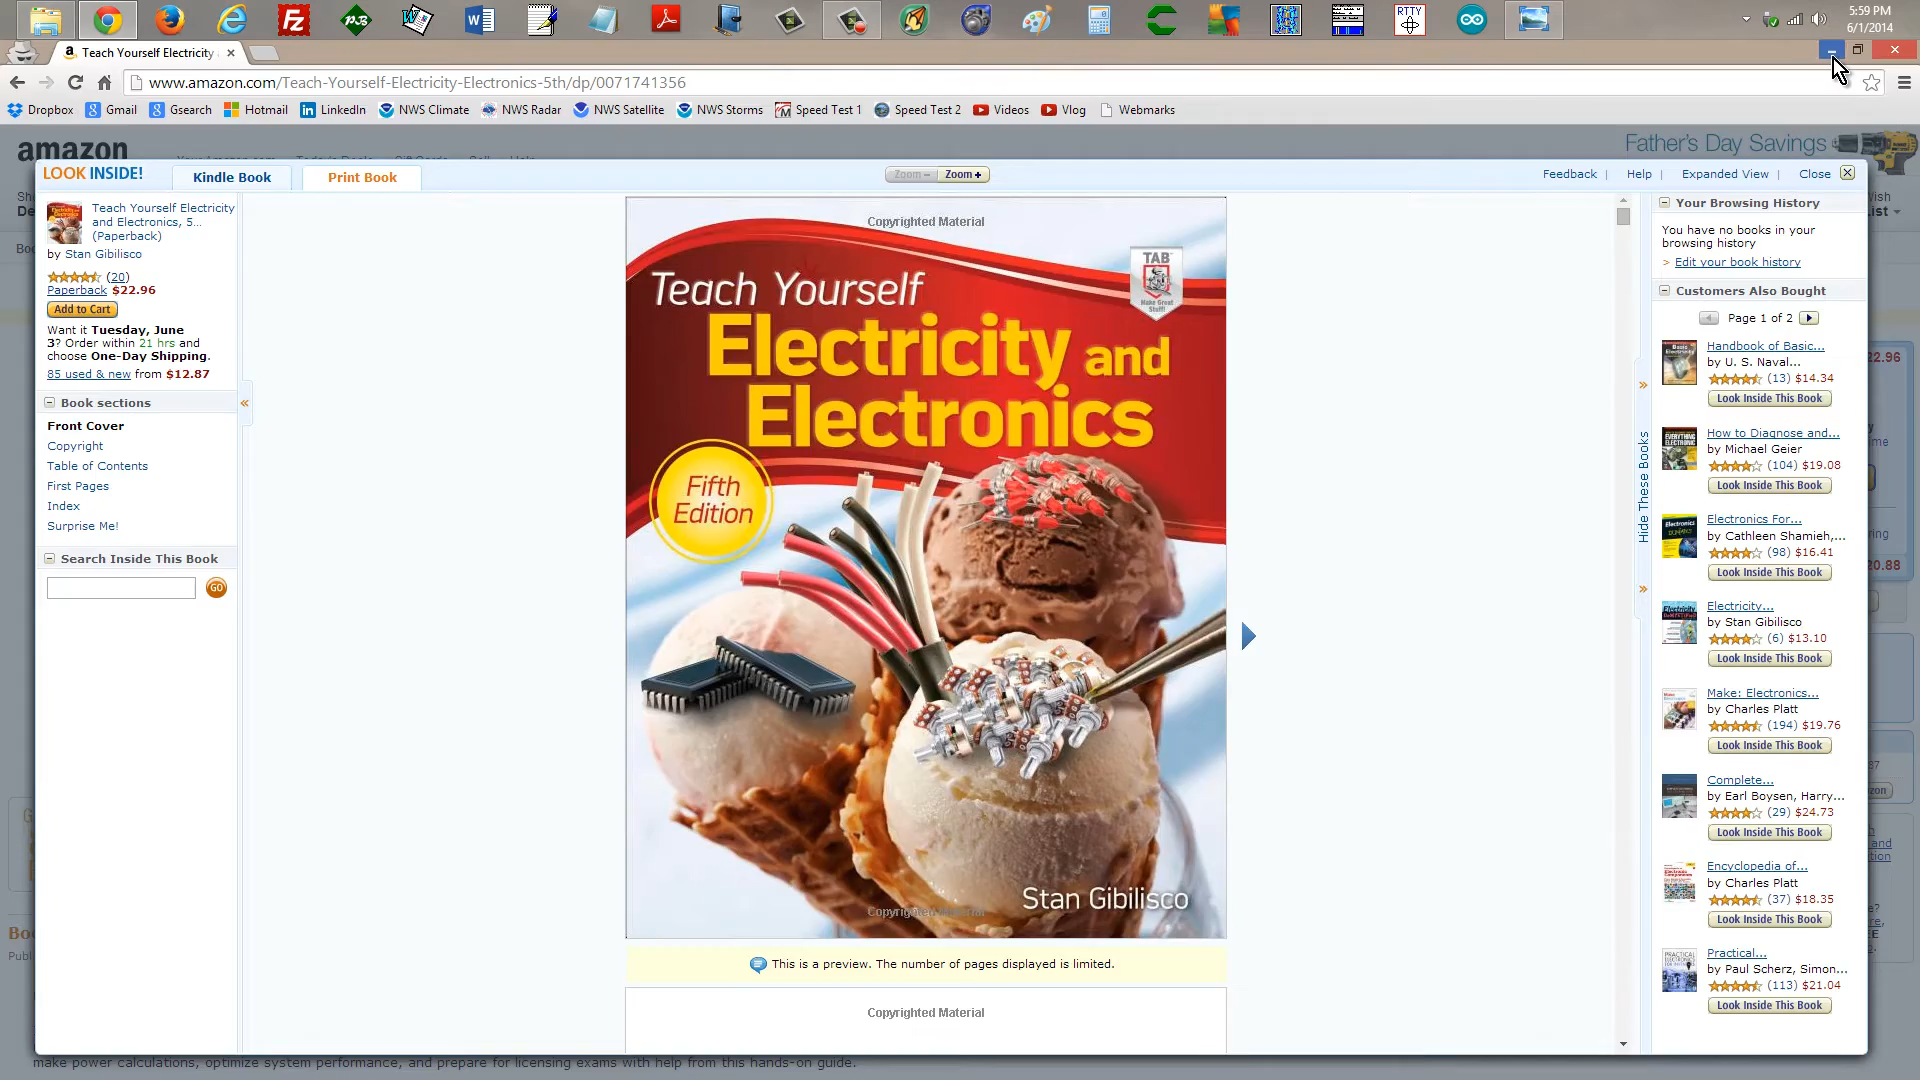 5:59 PM
6/1/2014
RTTY
Teach Yourself Electricity
www.amazon.com/Teach-Yourself-Electricity-Electronics-5th/dp/0071741356
Dropbox Gmail Gsearch Hotmail LinkedIn NWS Climate NWS Radar NWS Satellite NWS Storms Speed Test 1 Speed Test 2 Videos Vlog Webmarks
amazon
Father's Day Savings
LOOK INSIDE!
Kindle Book
Print Book
Zoom -
Zoom +
Feedback | Help | Expanded View | Close
Teach Yourself Electricity
and Electronics, 5...
(Paperback)
by Stan Gibilisco
(20)
Paperback $22.96
Add to Cart
Want it Tuesday, June
3? Order within 21 hrs and
choose One-Day Shipping.
85 used & new from $12.87
Book sections
Front Cover
Copyright
Table of Contents
First Pages
Index
Surprise Me!
Search Inside This Book
GO
Copyrighted Material
TAB
Make Great
Stuff!
Teach Yourself
Electricity and
Electronics
Fifth
Edition
Stan Gibilisco
Copyrighted Material
This is a preview. The number of pages displayed is limited.
Copyrighted Material
Hide These Books
Your Browsing History
You have no books in your
browsing history
> Edit your book history
Customers Also Bought
Page 1 of 2
Handbook of Basic...
by U. S. Naval...
(13) $14.34
Look Inside This Book
How to Diagnose and...
by Michael Geier
(104) $19.08
Look Inside This Book
Electronics For...
by Cathleen Shamieh,...
(98) $16.41
Look Inside This Book
Electricity...
by Stan Gibilisco
(6) $13.10
Look Inside This Book
Make: Electronics...
by Charles Platt
(194) $19.76
Look Inside This Book
Complete...
by Earl Boysen, Harry...
(29) $24.73
Look Inside This Book
Encyclopedia of...
by Charles Platt
(37) $18.35
Look Inside This Book
Practical...
by Paul Scherz, Simon...
(113) $21.04
Look Inside This Book
make power calculations, optimize system performance, and prepare for licensing exams with help from this hands-on guide.